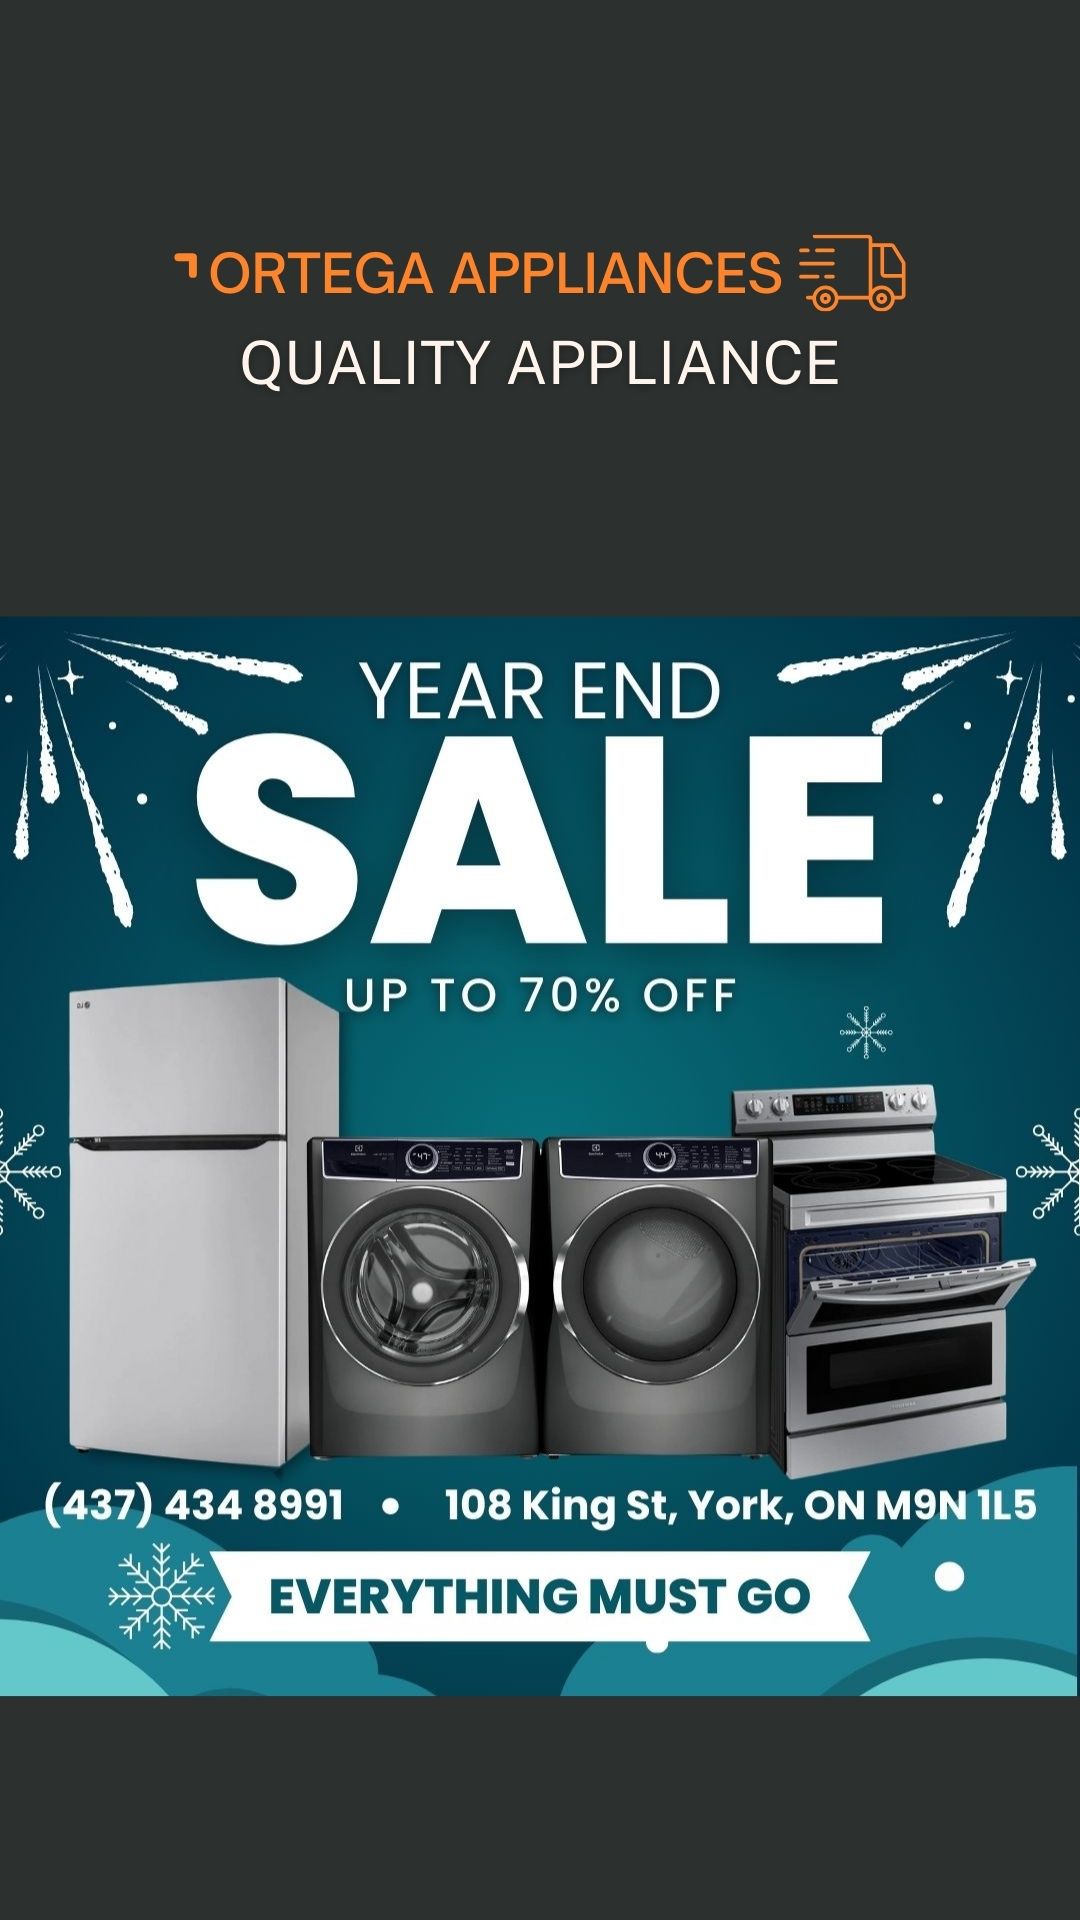 ORTEGA APPLIANCES
QUALITY APPLIANCE
YEAR END
SALE
UP TO 70% OFF
(437) 434 8991 • 108 King St, York, ON M9N 1L5
EVERYTHING MUST GO